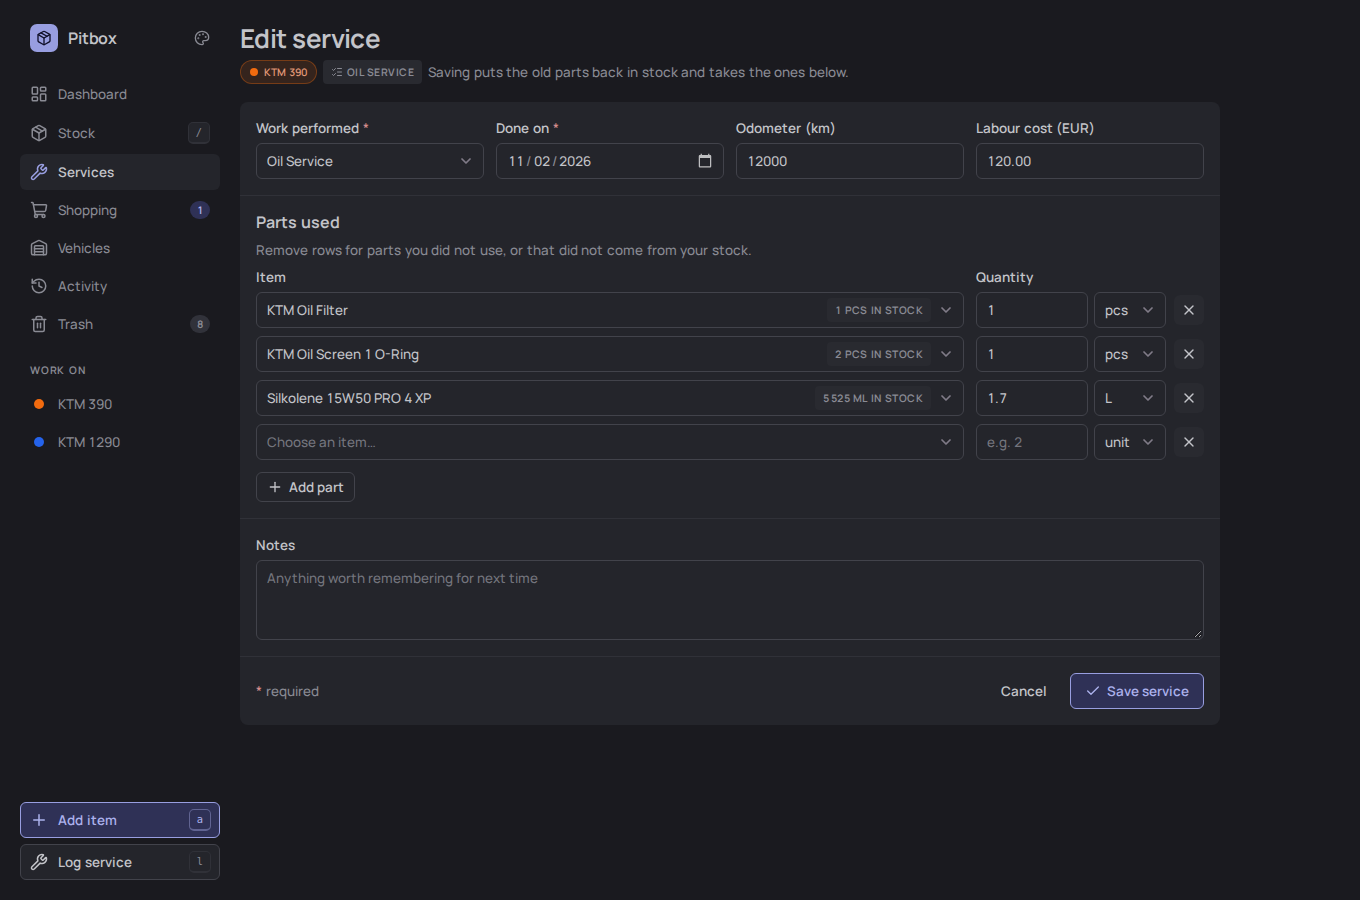 Pitbox
Dashboard
Stock /
Services
Shopping 1
Vehicles
Activity
Trash 8
WORK ON
KTM 390
KTM 1290
Add item a
Log service l
Edit service
KTM 390 OIL SERVICE Saving puts the old parts back in stock and takes the ones below.
Work performed * Done on * Odometer (km) Labour cost (EUR)
Oil Service 11/02/2026 12000 120.00
Parts used
Remove rows for parts you did not use, or that did not come from your stock.
Item Quantity
KTM Oil Filter 1 PCS IN STOCK 1 pcs
KTM Oil Screen 1 O-Ring 2 PCS IN STOCK 1 pcs
Silkolene 15W50 PRO 4 XP 5 525 ML IN STOCK 1.7 L
Choose an item… e.g. 2 unit
Add part
Notes
Anything worth remembering for next time
* required Cancel Save service